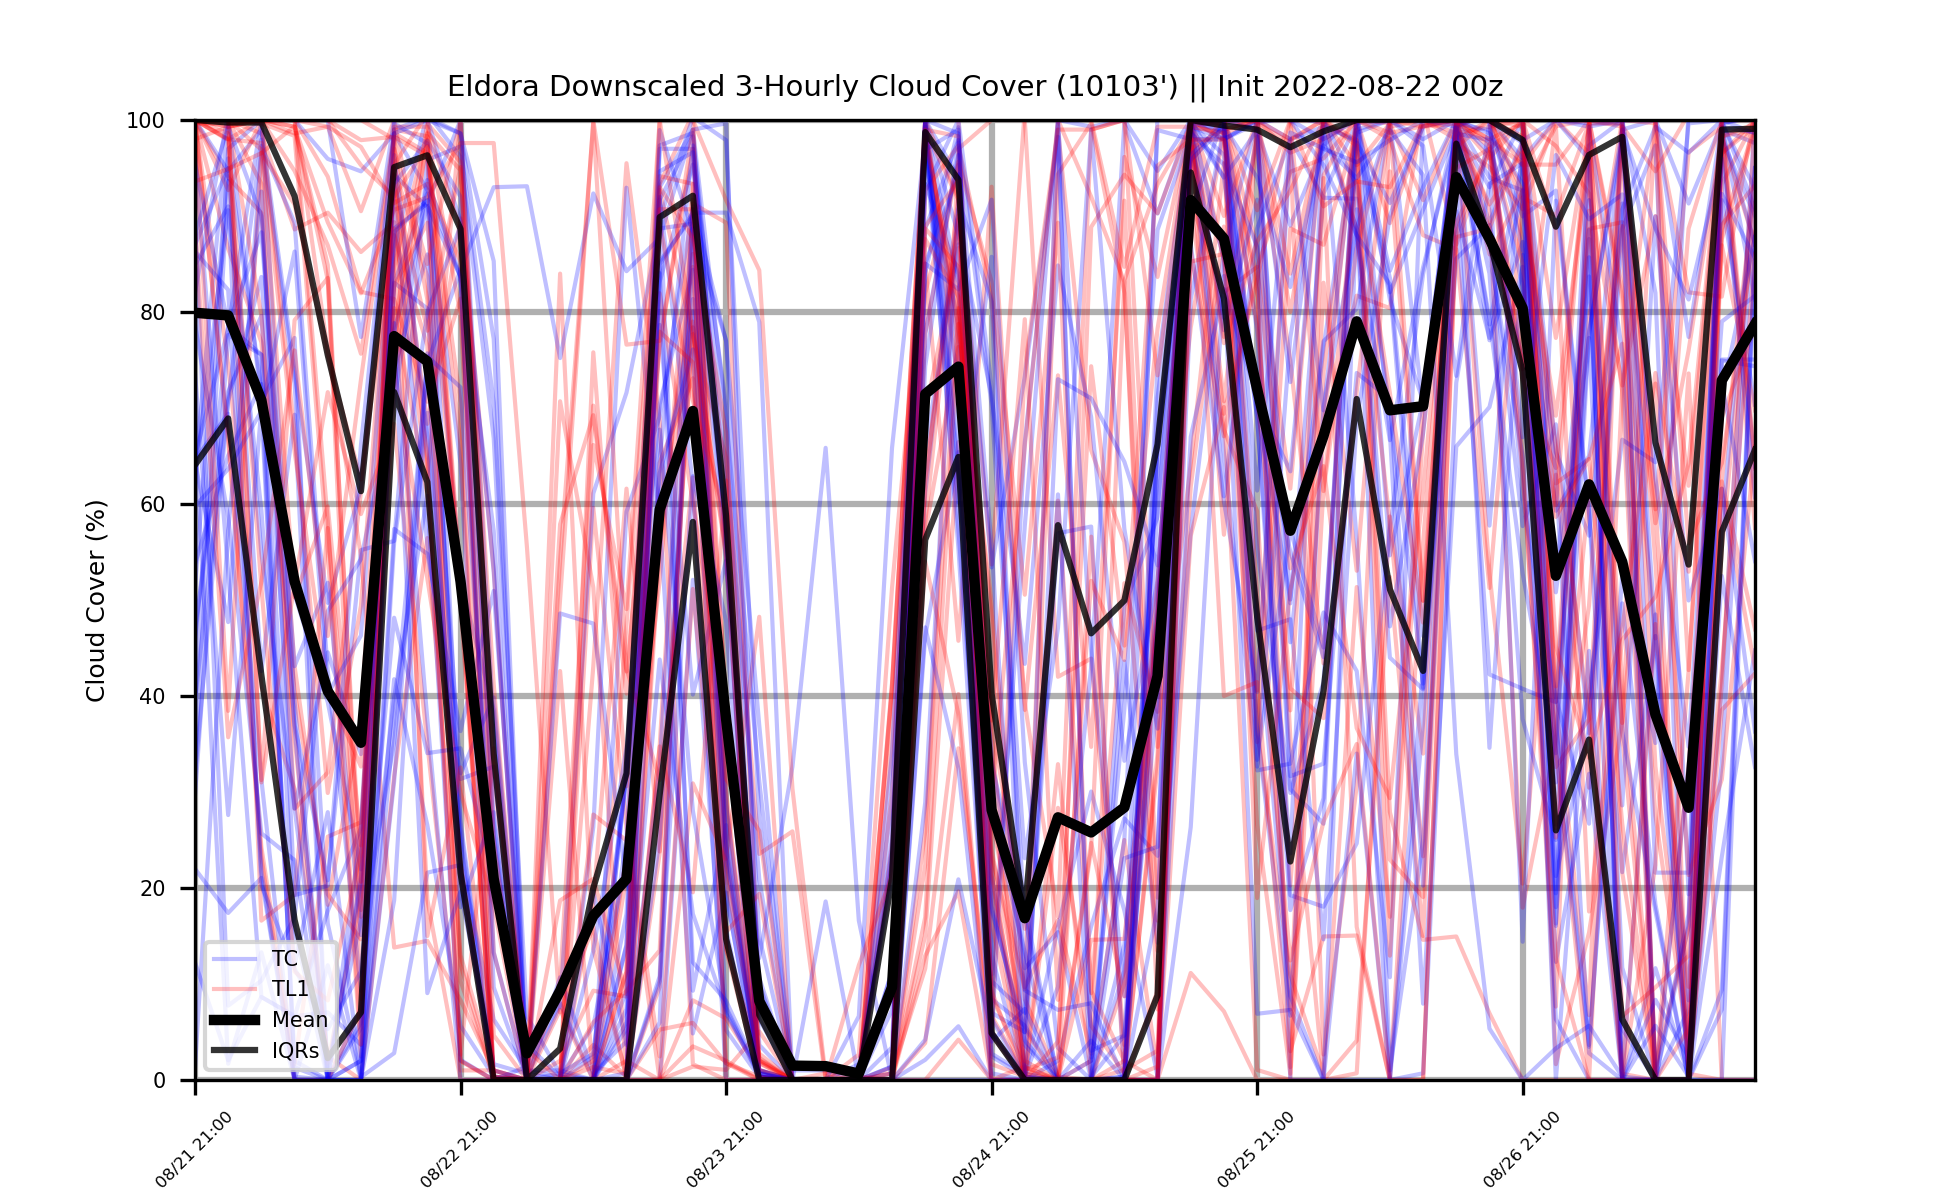 Eldora Downscaled 3-Hourly Cloud Cover (10103') || Init 2022-08-22 00z
Cloud Cover (%)
100
80
60
40
20
0
TC
TL1
Mean
IQRs
08/21 21:00
08/22 21:00
08/23 21:00
08/24 21:00
08/25 21:00
08/26 21:00